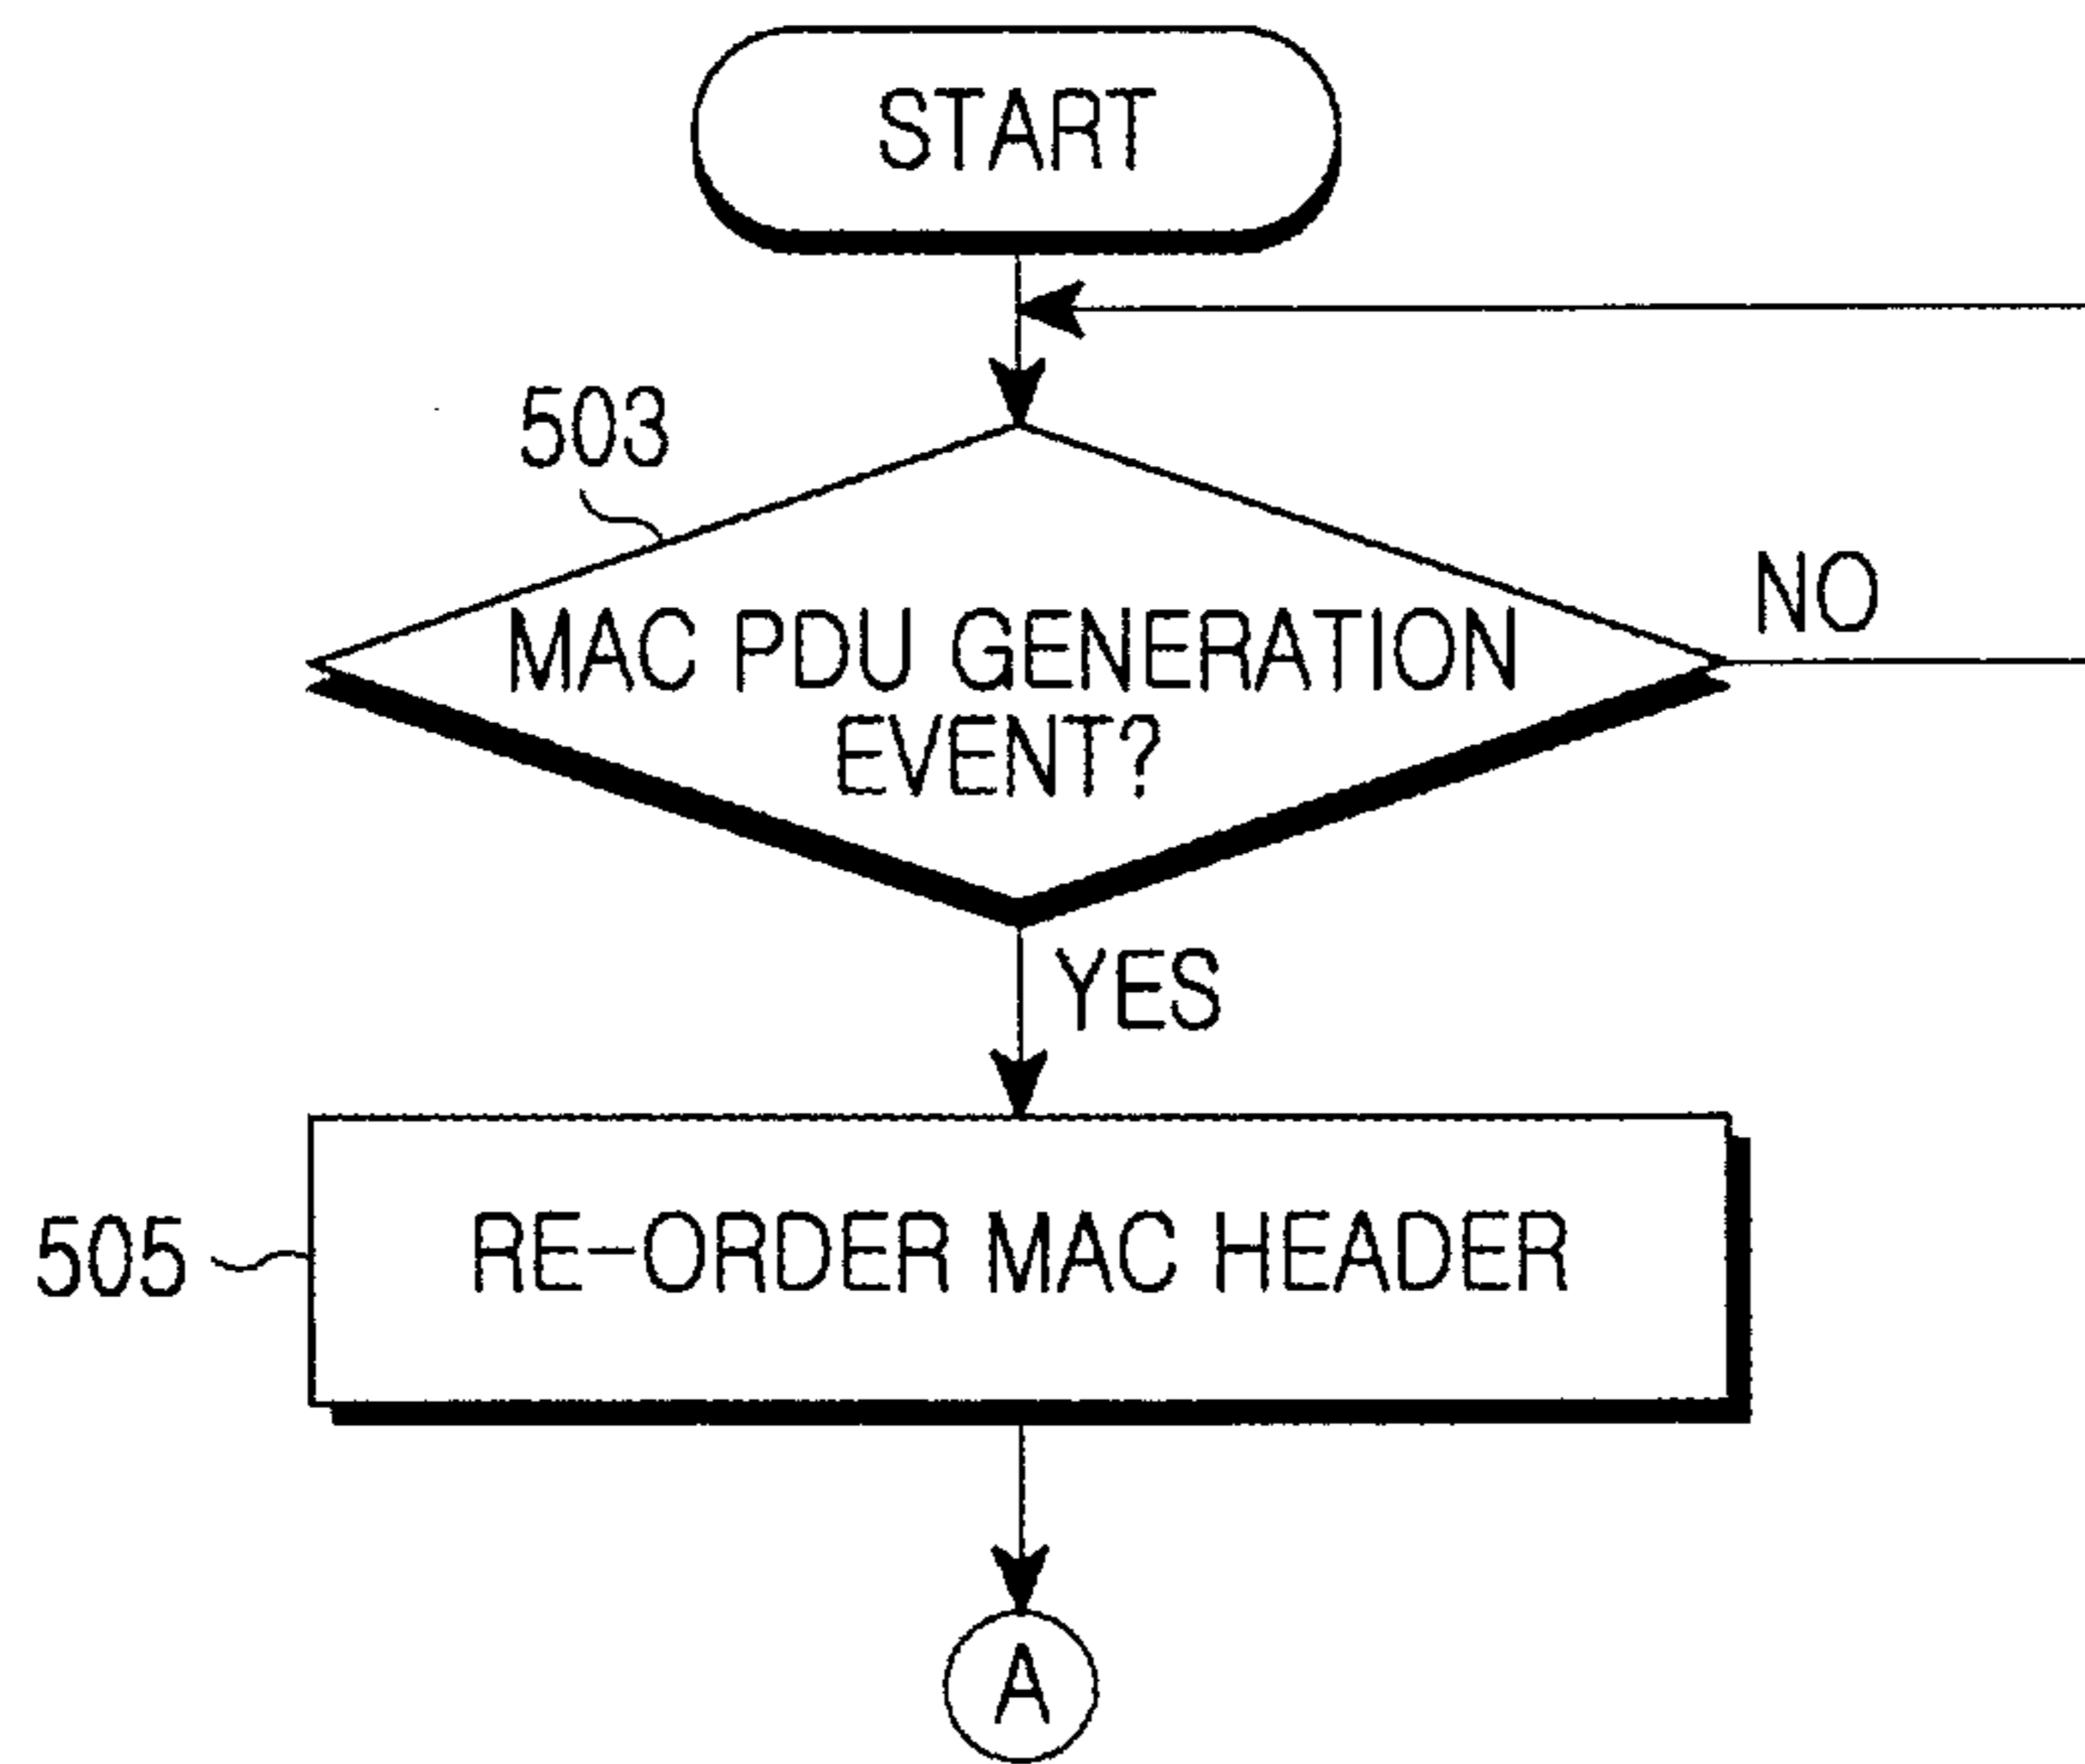 START
503
MAC PDU GENERATION
EVENT?
NO
YES
505
RE-ORDER MAC HEADER
A